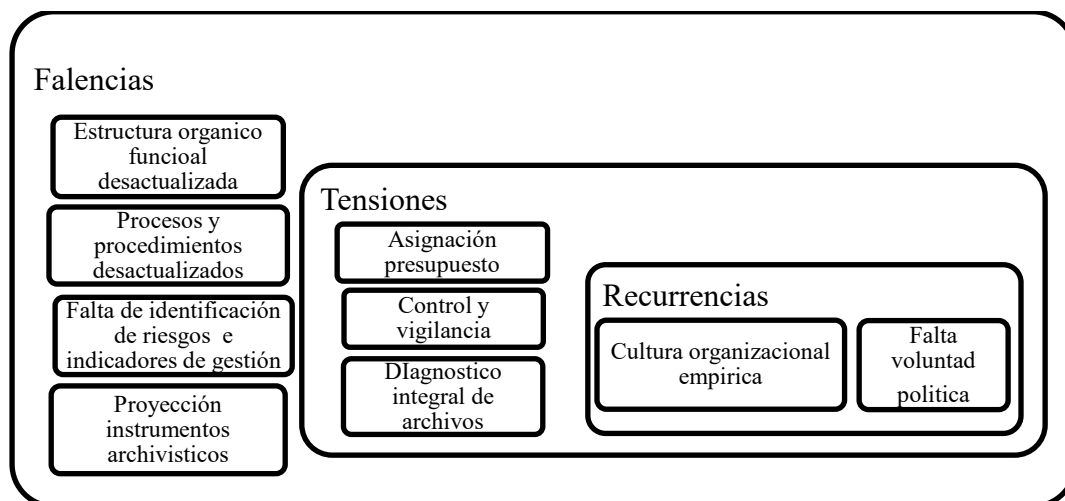 Falencias
Estructura organico
funcioal
desactualizada
Procesos y
procedimientos
desactualizados
Falta de identificación
de riesgos e
indicadores de gestión
Proyección
instrumentos
archivisticos
Tensiones
Asignación
presupuesto
Control y
vigilancia
DIagnostico
integral de
archivos
Recurrencias
Cultura organizacional
empirica
Falta
voluntad
politica